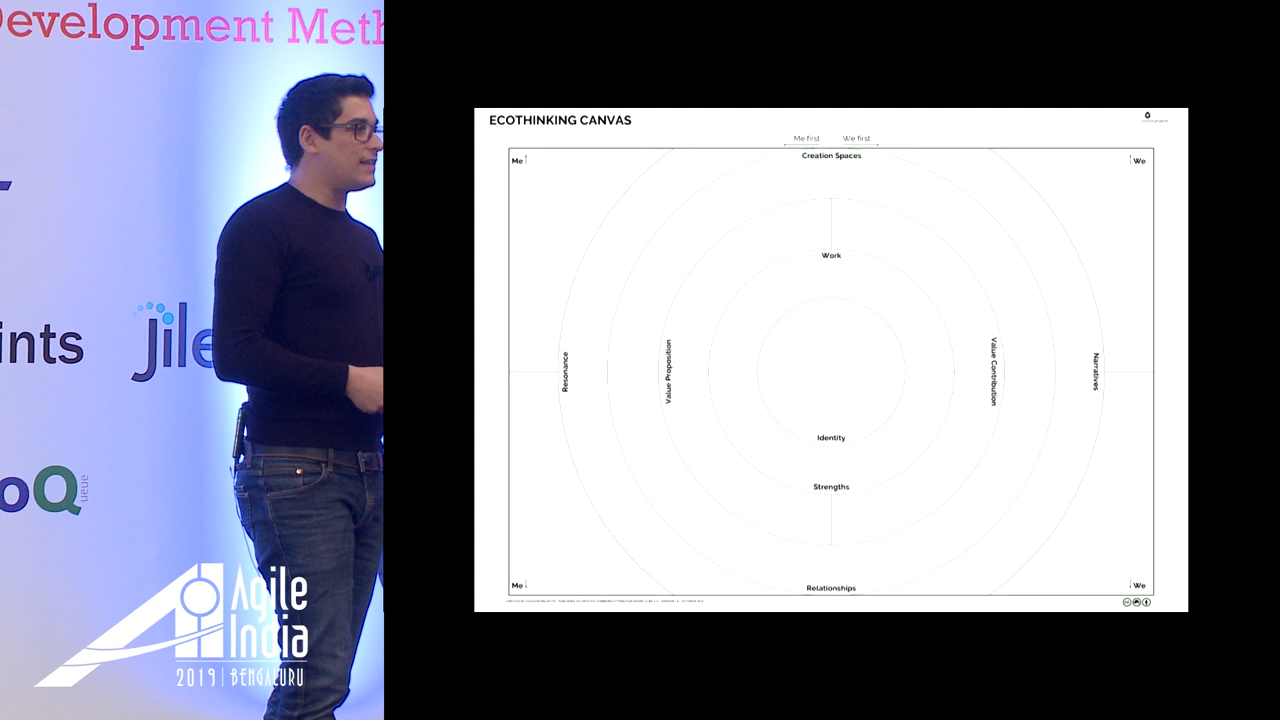 Development Meth
ints
Jile
oQ
ueue
Agile
India
2019 | BENGALURU
ECOTHINKING CANVAS
Me first
We first
Creation Spaces
Me
We
Work
Resonance
Value Proposition
Value Contribution
Narratives
Identity
Strengths
Me
We
Relationships